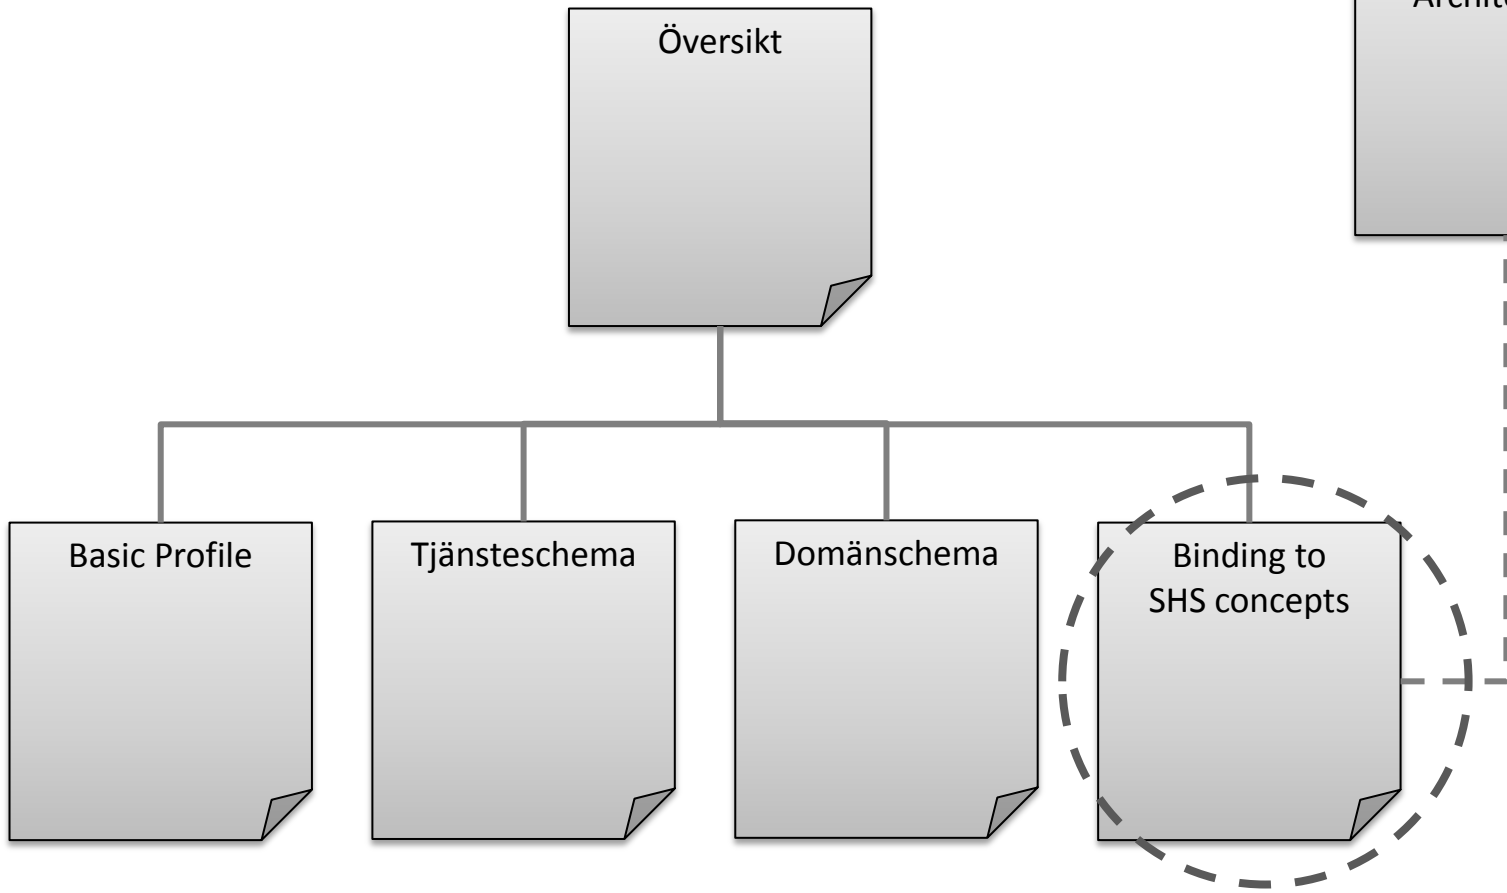 Översikt
Basic Profile
Tjänsteschema
Domänschema
Binding to
SHS concepts